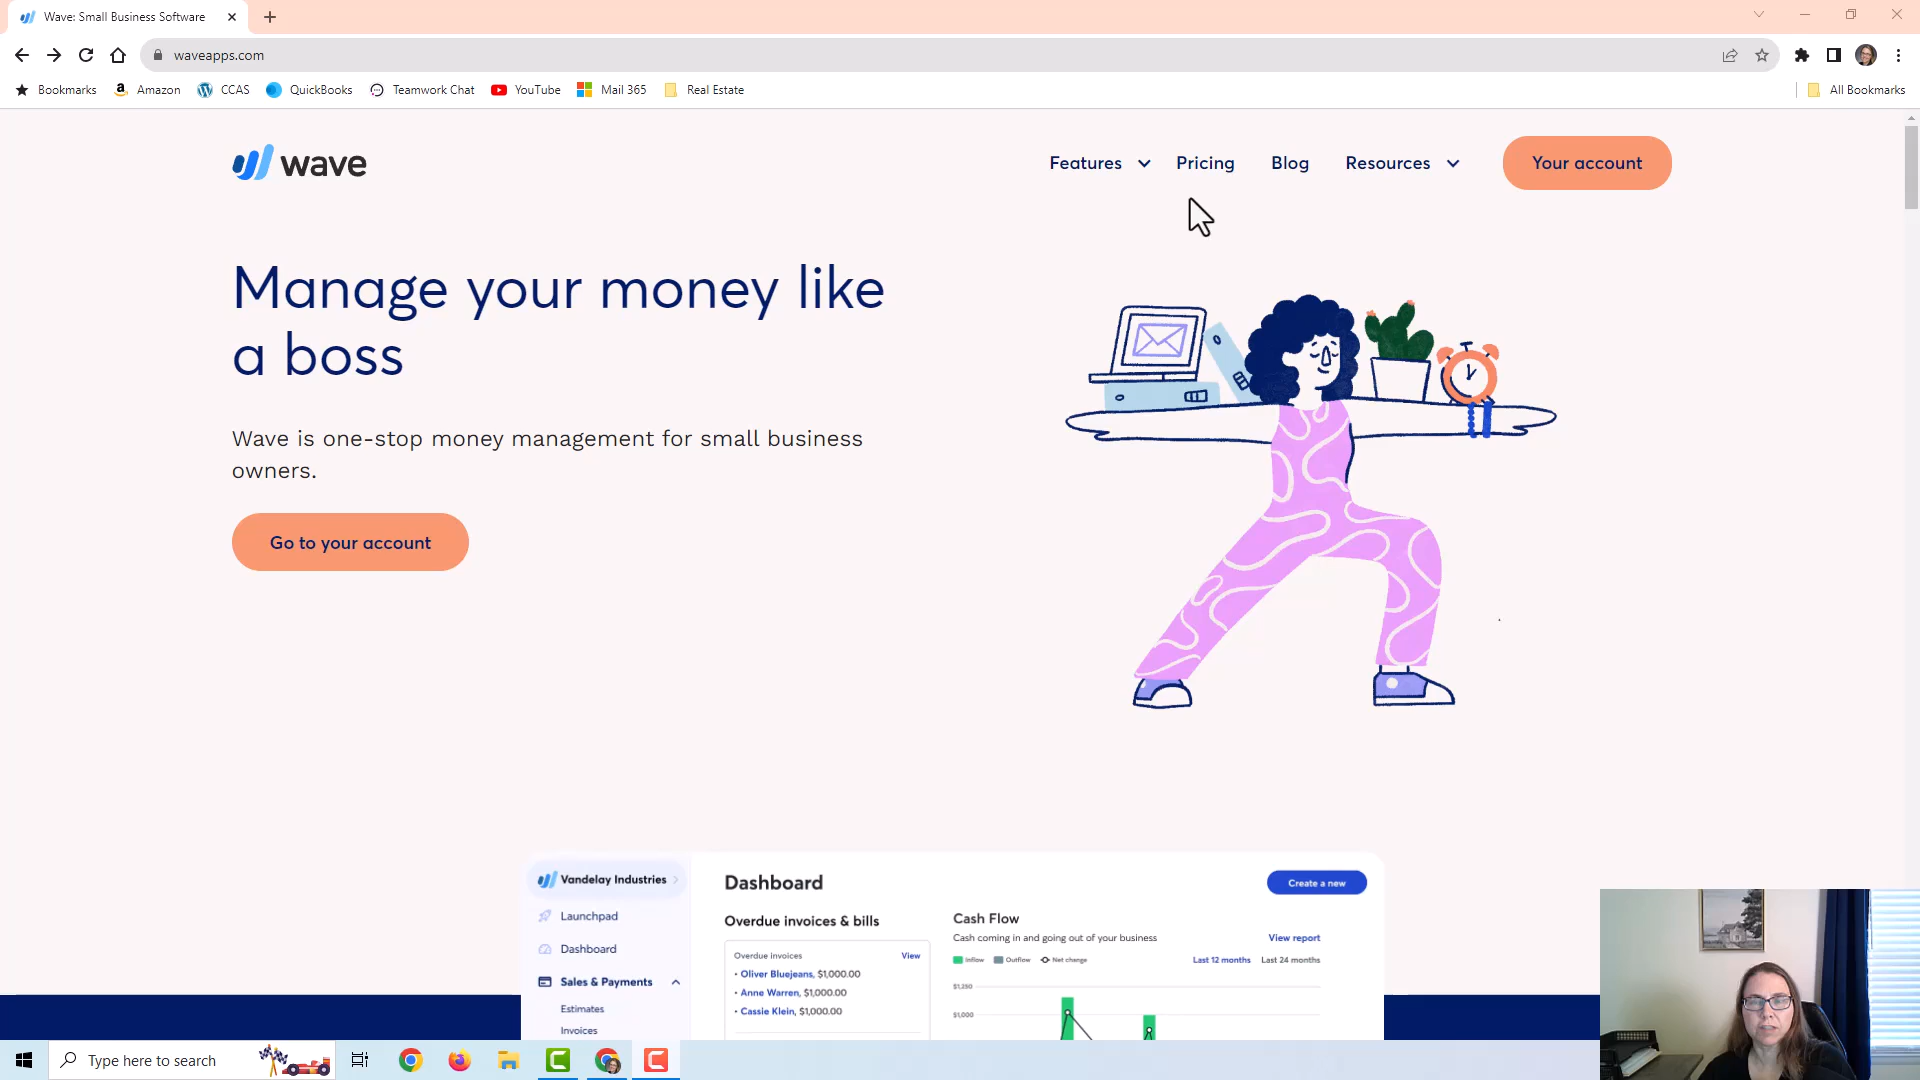 Wave: Small Business Software
waveapps.com
Bookmarks
Amazon
CCAS
QuickBooks
Teamwork Chat
YouTube
Mail 365
Real Estate
All Bookmarks
wave
Features
Pricing
Blog
Resources
Your account
Manage your money like
a boss
Wave is one-stop money management for small business
owners.
Go to your account
Vandelay Industries
Launchpad
Dashboard
Sales & Payments
Estimates
Invoices
Dashboard
Create a new
Overdue invoices & bills
Overdue invoices View
• Oliver Bluejeans, $1,000.00
• Anne Warren, $1,000.00
• Cassie Klein, $1,000.00
Cash Flow
Cash coming in and going out of your business
View report
Inflow Outflow Net change
Last 12 months Last 24 months
$1,250
$1,000
Type here to search